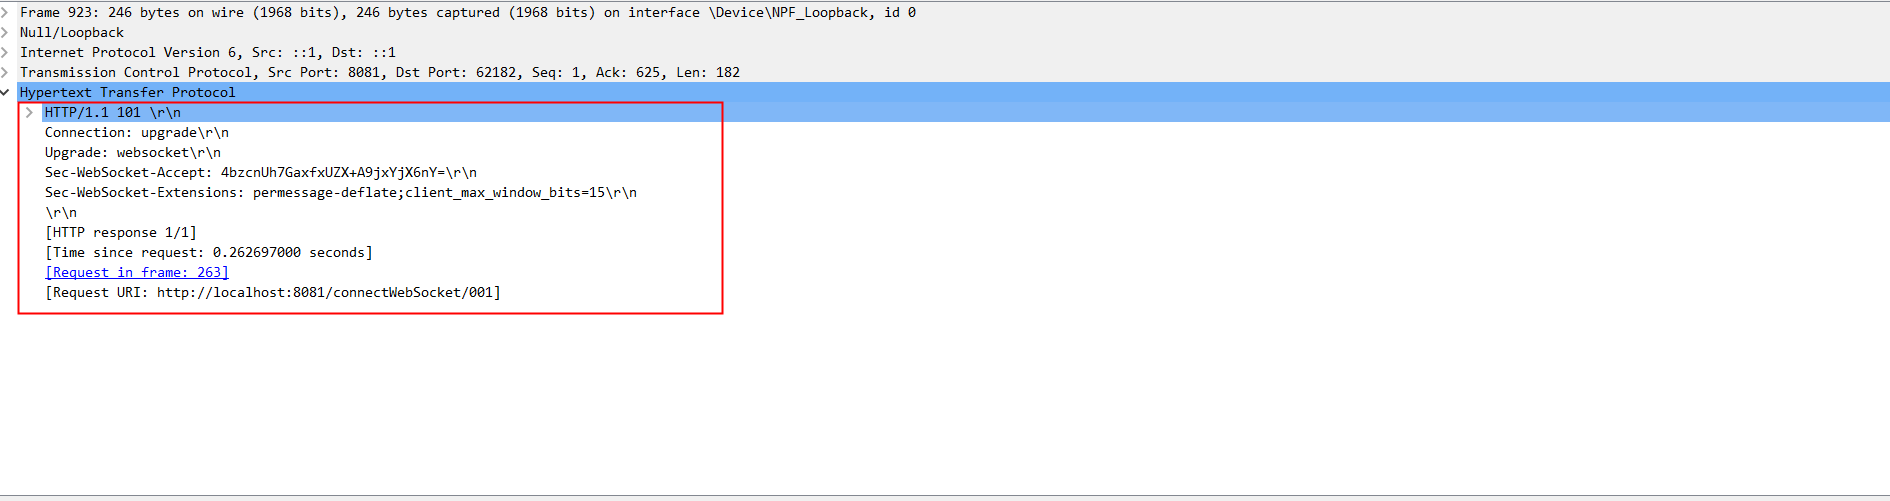 Frame 923: 246 bytes on wire (1968 bits), 246 bytes captured (1968 bits) on interface \Device\NPF_Loopback, id 0
Null/Loopback
Internet Protocol Version 6, Src: ::1, Dst: ::1
Transmission Control Protocol, Src Port: 8081, Dst Port: 62182, Seq: 1, Ack: 625, Len: 182
Hypertext Transfer Protocol
HTTP/1.1 101 \r\n
Connection: upgrade\r\n
Upgrade: websocket\r\n
Sec-WebSocket-Accept: 4bzcnUh7GaxfxUZX+A9jxYjX6nY=\r\n
Sec-WebSocket-Extensions: permessage-deflate;client_max_window_bits=15\r\n
\r\n
[HTTP response 1/1]
[Time since request: 0.262697000 seconds]
[Request in frame: 263]
[Request URI: http://localhost:8081/connectWebSocket/001]